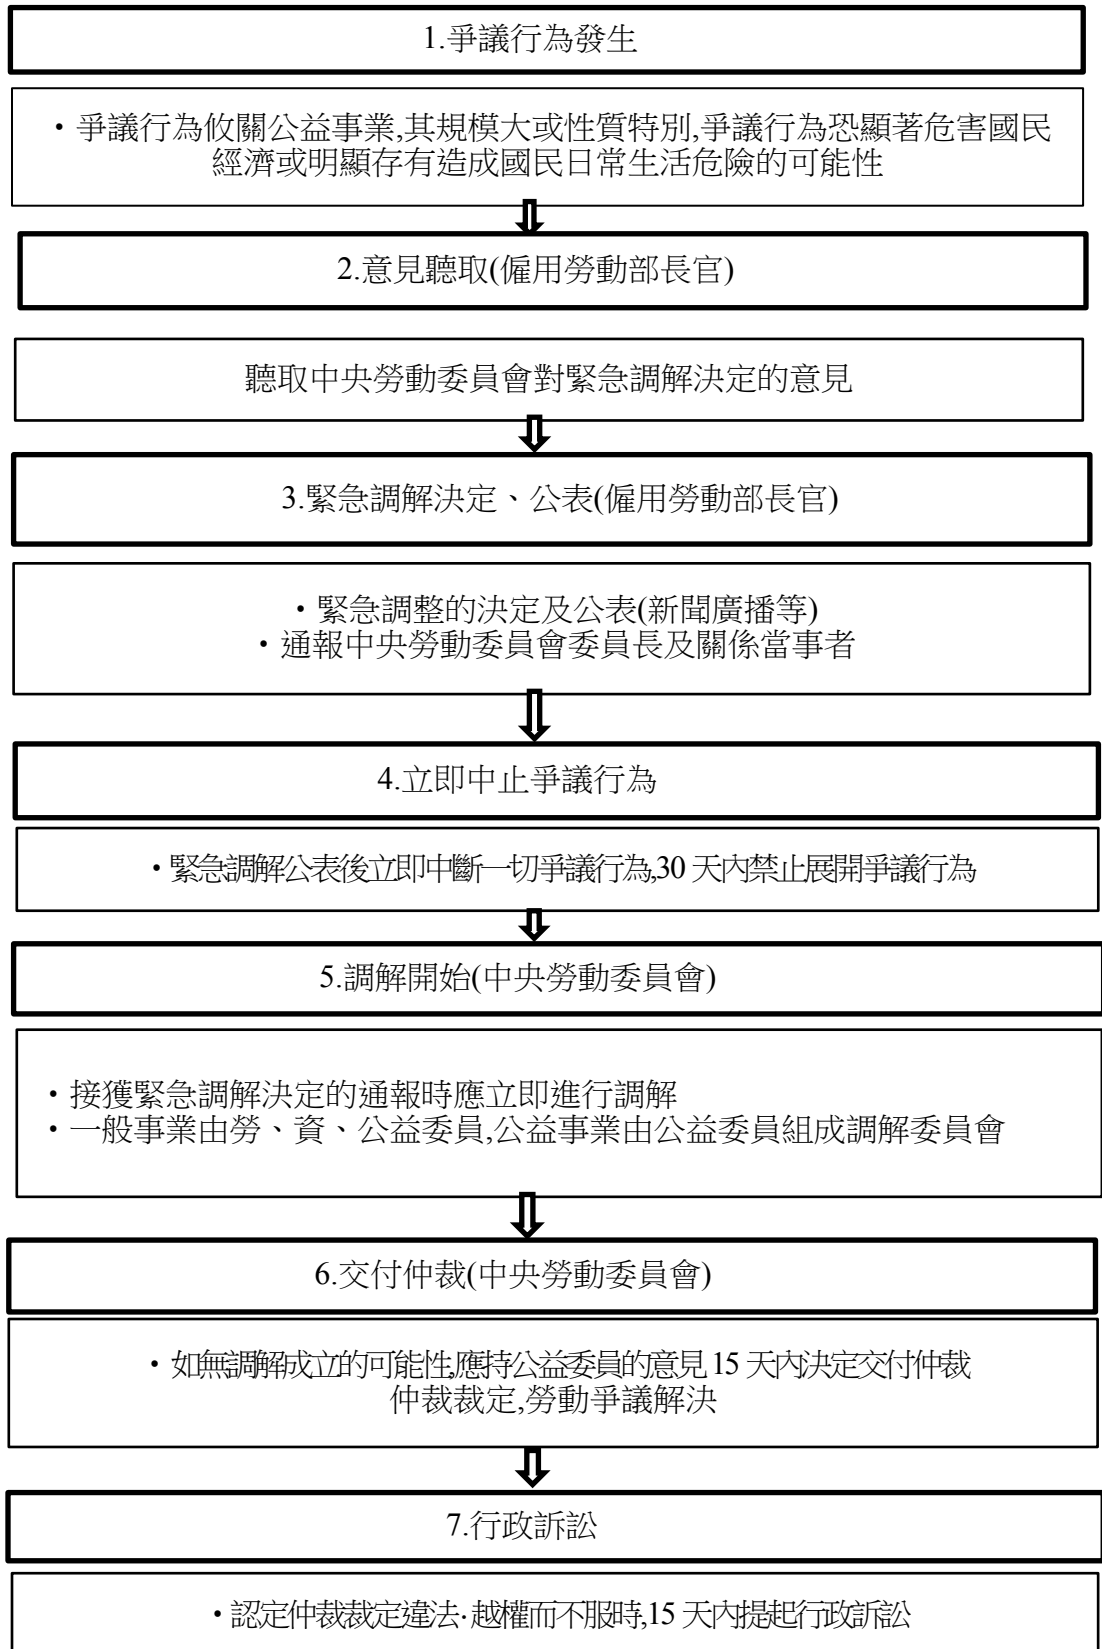 1.爭議行為發生
・爭議行為攸關公益事業,其規模大或性質特別,爭議行為恐顯著危害國民
經濟或明顯存有造成國民日常生活危險的可能性
2.意見聽取(僱用勞動部長官)
聽取中央勞動委員會對緊急調解決定的意見
3.緊急調解決定、公表(僱用勞動部長官)
・緊急調整的決定及公表(新聞廣播等)
・通報中央勞動委員會委員長及關係當事者
4.立即中止爭議行為
・緊急調解公表後立即中斷一切爭議行為,30 天內禁止展開爭議行為
5.調解開始(中央勞動委員會)
・接獲緊急調解決定的通報時應立即進行調解
・一般事業由勞、資、公益委員,公益事業由公益委員組成調解委員會
6.交付仲裁(中央勞動委員會)
・如無調解成立的可能性,應持公益委員的意見 15 天內決定交付仲裁
仲裁裁定,勞動爭議解決
7.行政訴訟
・認定仲裁裁定違法·越權而不服時,15 天內提起行政訴訟